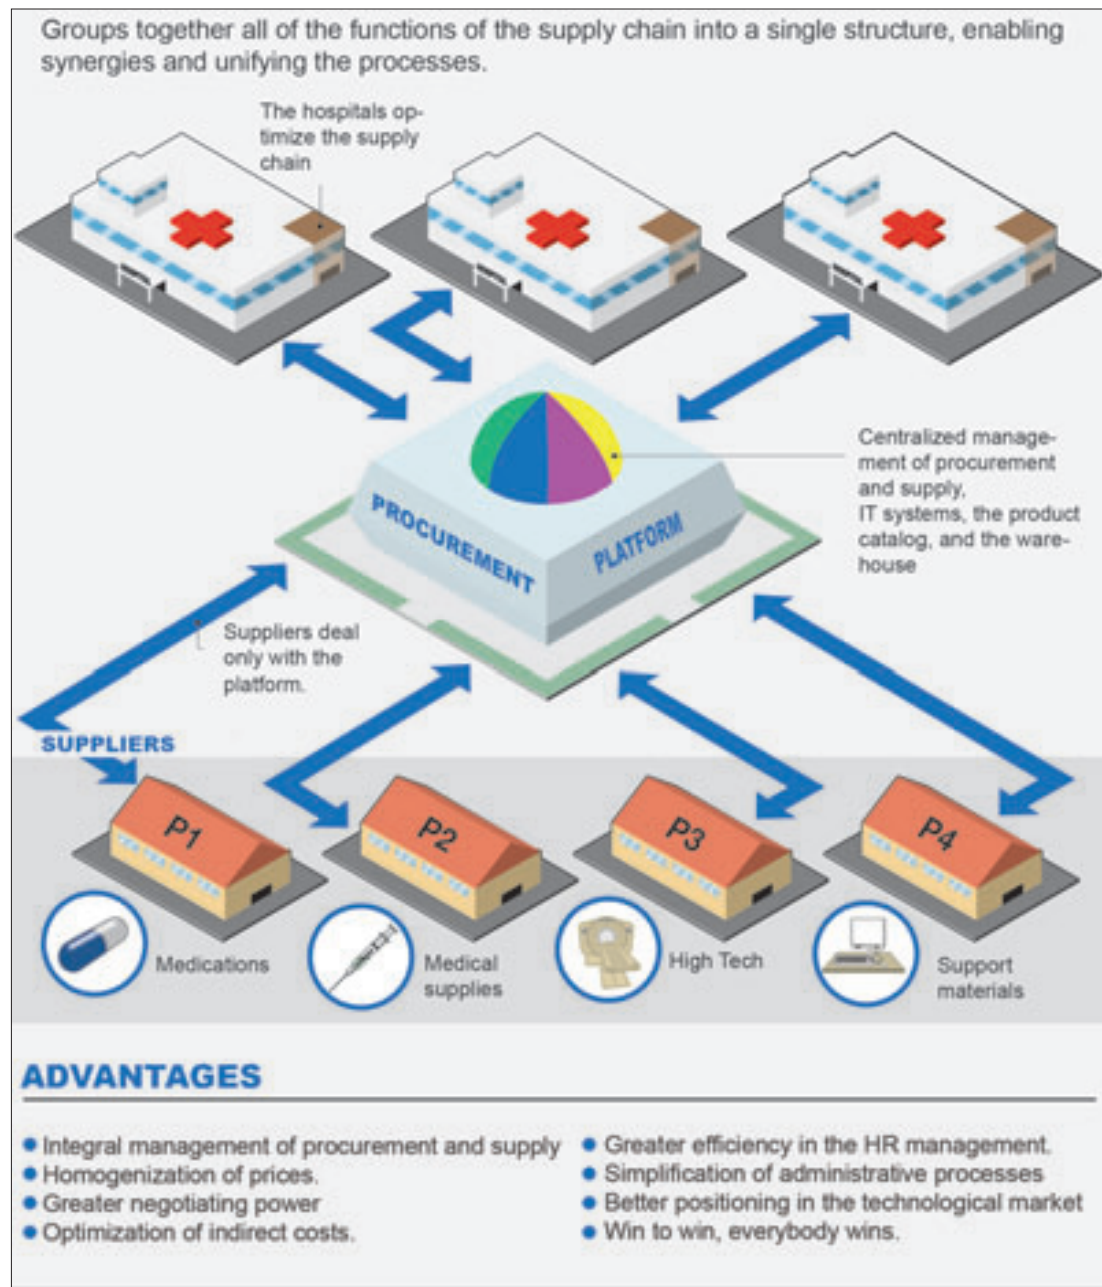 Groups together all of the functions of the supply chain into a single structure, enabling
synergies and unifying the processes.
The hospitals op-
timize the supply
chain
PROCUREMENT
PLATFORM
Centralized manage-
ment of procurement
and supply,
IT systems, the product
catalog, and the ware-
house
Suppliers deal
only with the
platform.
SUPPLIERS
P1
P2
P3
P4
Medications
Medical
supplies
High Tech
Support
materials
ADVANTAGES
Integral management of procurement and supply
Homogenization of prices.
Greater negotiating power
Optimization of indirect costs.
Greater efficiency in the HR management.
Simplification of administrative processes
Better positioning in the technological market
Win to win, everybody wins.